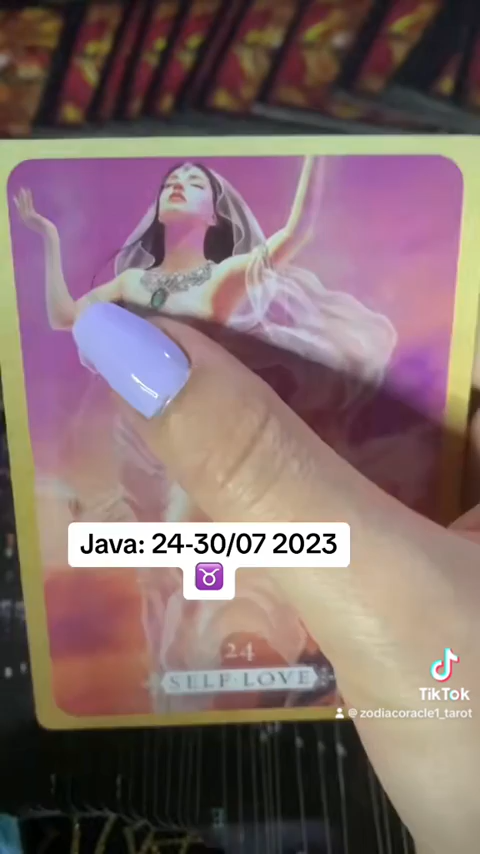 Java: 24-30/07 2023
♉
24
SELF·LOVE
TikTok
@zodiacoracle1_tarot